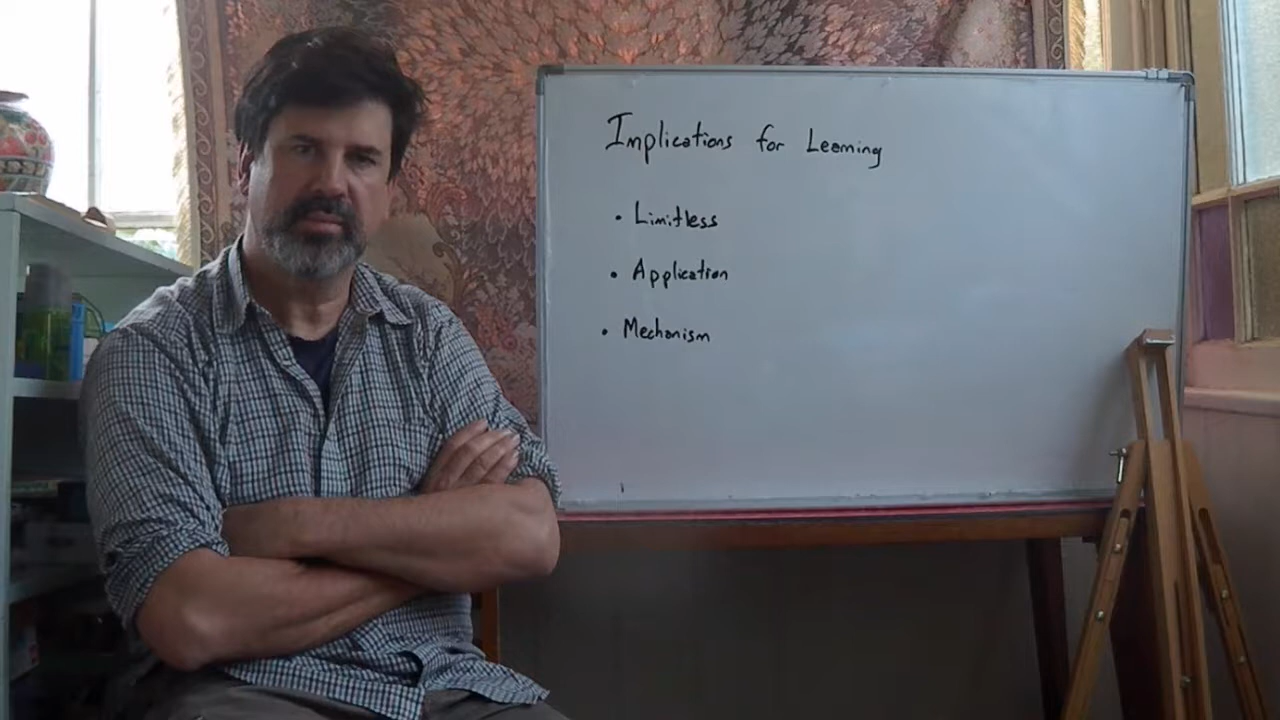 Implications for Learning
• Limitless
• Application
• Mechanism